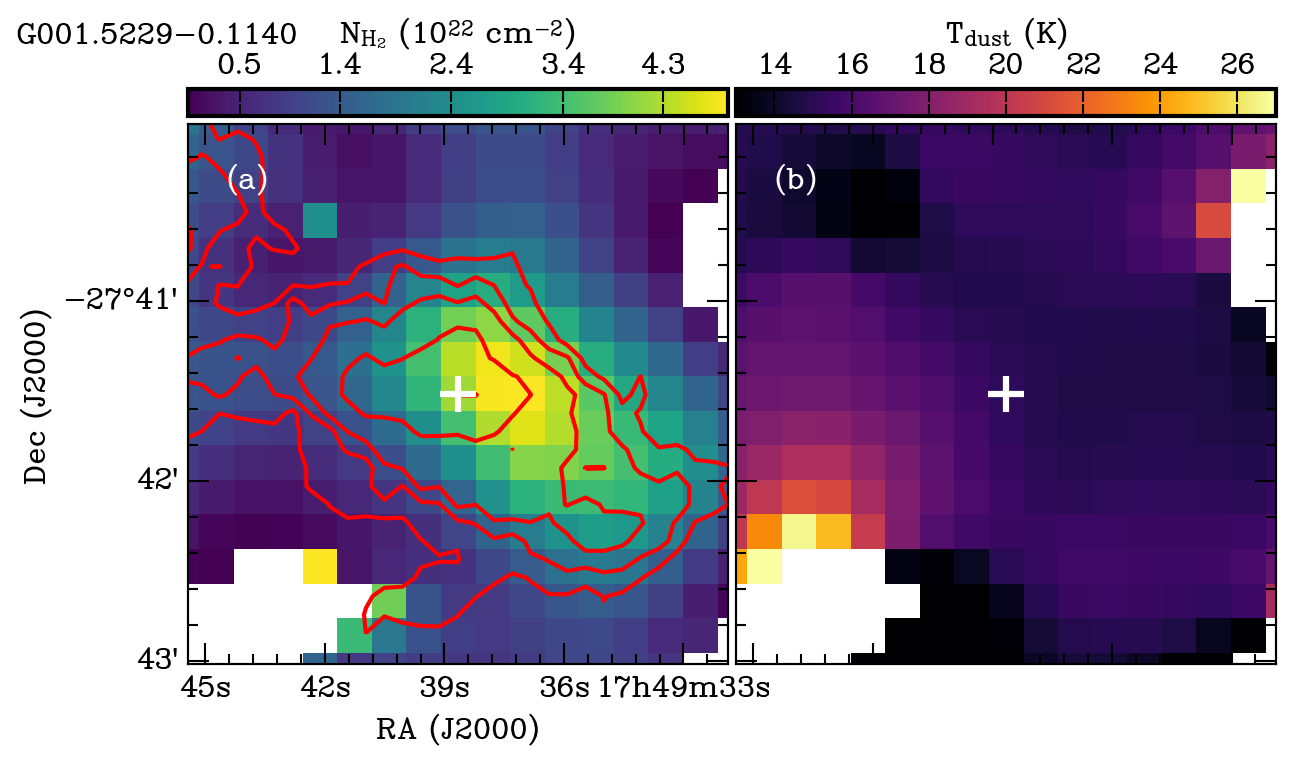 G001.5229−0.1140 N_H₂ (10²² cm⁻²) T_dust (K)
0.5 1.4 2.4 3.4 4.3 14 16 18 20 22 24 26
(a) (b)
−27°41'
42'
43'
45s 42s 39s 36s 17h49m33s
RA (J2000)
Dec (J2000)